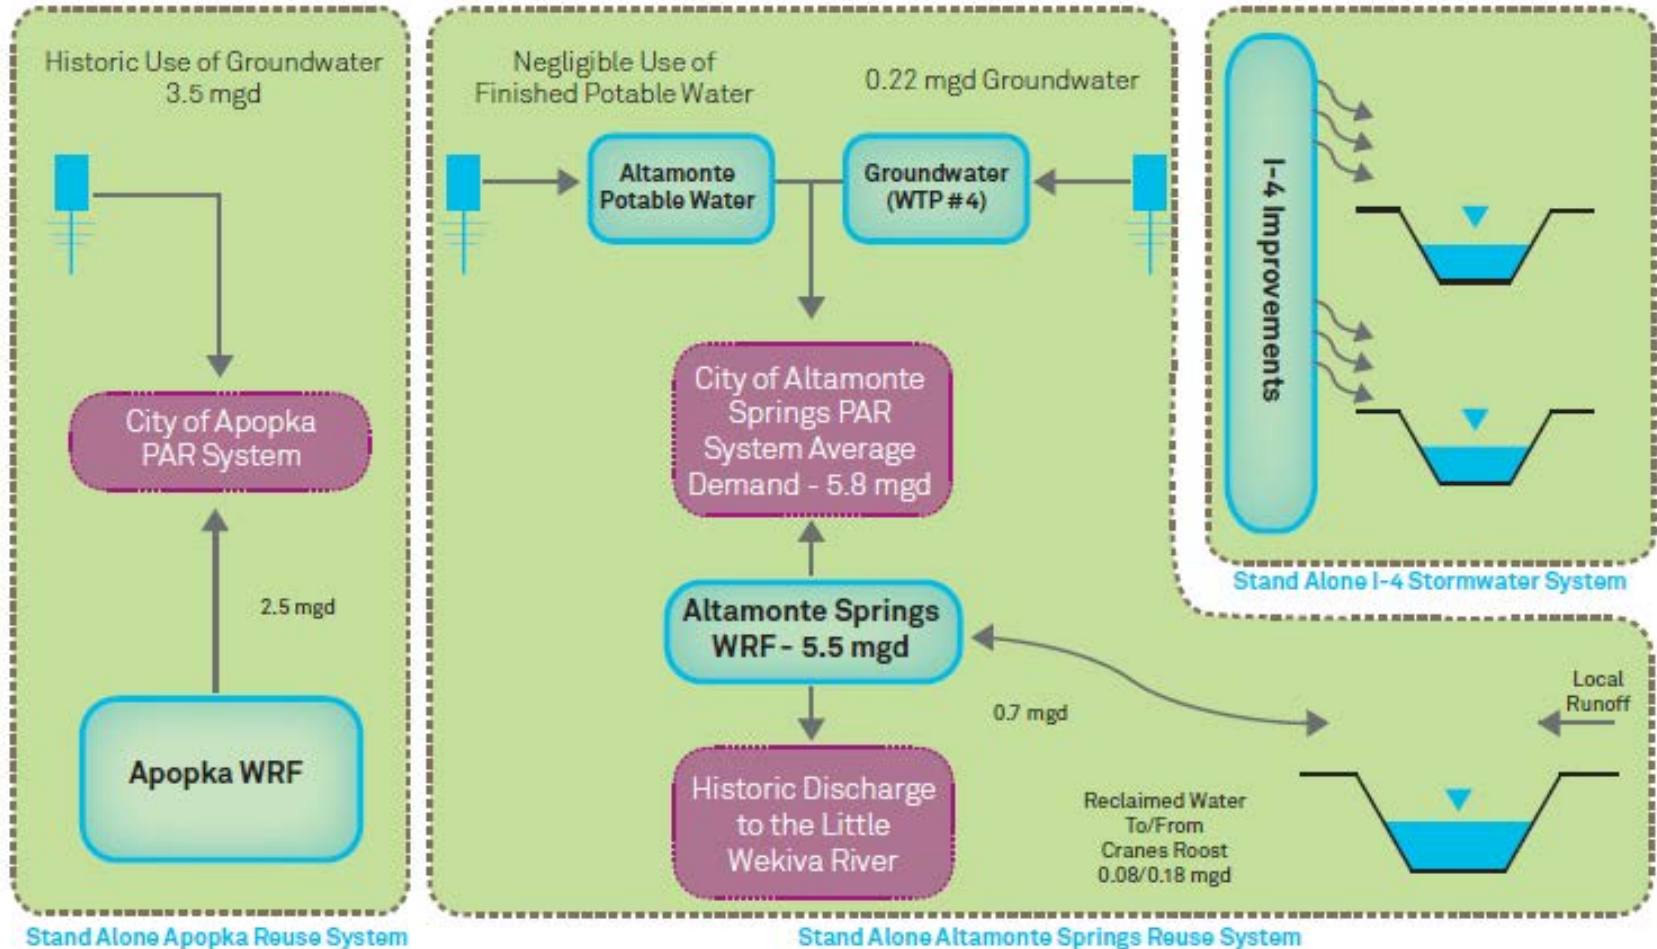 Historic Use of Groundwater
3.5 mgd
City of Apopka
PAR System
2.5 mgd
Apopka WRF
Stand Alone Apopka Reuse System
Negligible Use of
Finished Potable Water
0.22 mgd Groundwater
Altamonte
Potable Water
Groundwater
(WTP #4)
City of Altamonte
Springs PAR
System Average
Demand - 5.8 mgd
Altamonte Springs
WRF - 5.5 mgd
0.7 mgd
Historic Discharge
to the Little
Wekiva River
Reclaimed Water
To/From
Cranes Roost
0.08/0.18 mgd
Local
Runoff
Stand Alone Altamonte Springs Reuse System
I-4 Improvements
Stand Alone I-4 Stormwater System